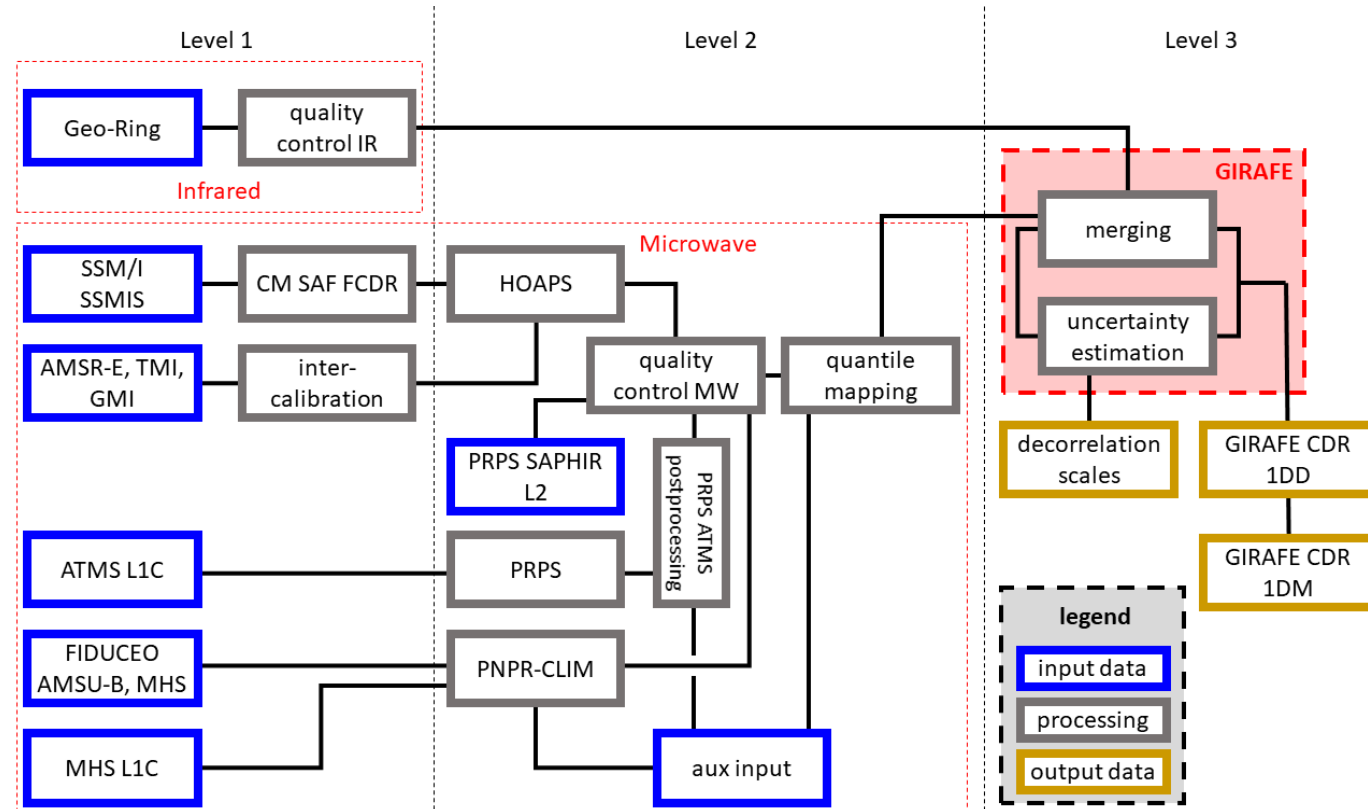 Level 1
Level 2
Level 3
Geo-Ring
quality
control IR
Infrared
GIRAFE
merging
uncertainty
estimation
Microwave
SSM/I
SSMIS
CM SAF FCDR
HOAPS
AMSR-E, TMI,
GMI
inter-
calibration
quality
control MW
quantile
mapping
PRPS SAPHIR
L2
PRPS ATMS
postprocessing
decorrelation
scales
GIRAFE CDR
1DD
ATMS L1C
PRPS
GIRAFE CDR
1DM
FIDUCEO
AMSU-B, MHS
PNPR-CLIM
MHS L1C
aux input
legend
input data
processing
output data